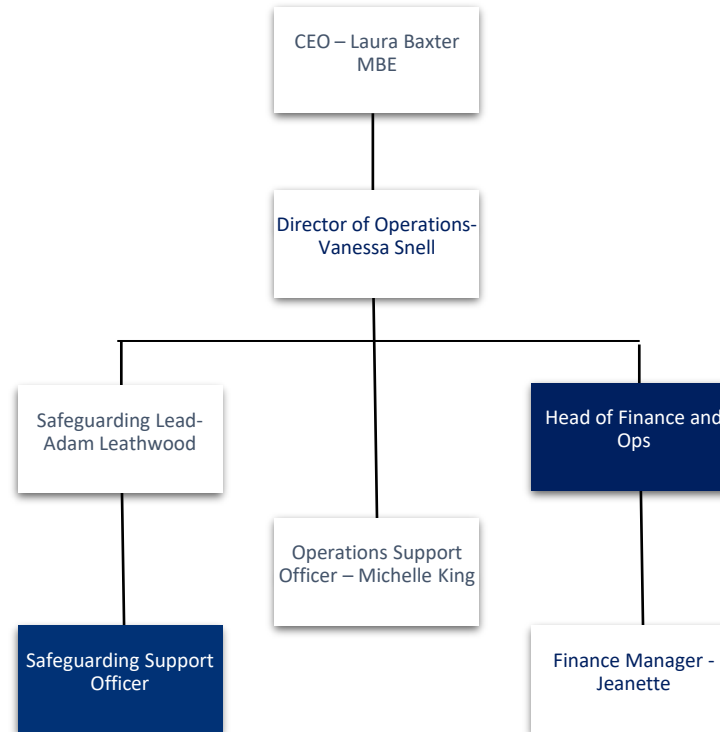 CEO – Laura Baxter
MBE
Director of Operations-
Vanessa Snell
Safeguarding Lead-
Adam Leathwood
Head of Finance and
Ops
Operations Support
Officer – Michelle King
Safeguarding Support
Officer
Finance Manager -
Jeanette